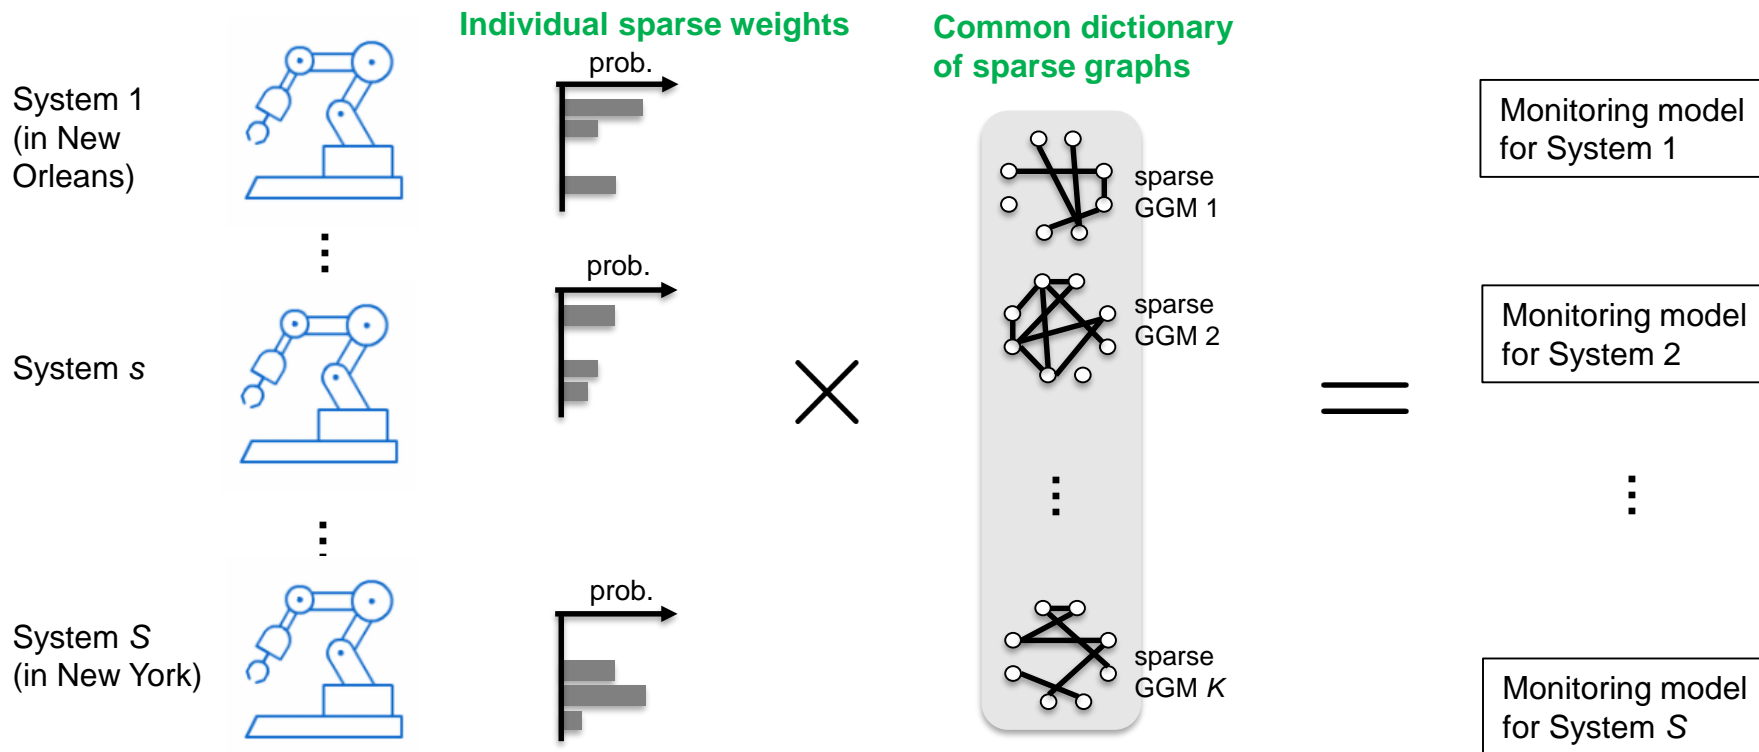 Individual sparse weights
Common dictionary
of sparse graphs
System 1
(in New
Orleans)
prob.
sparse
GGM 1
Monitoring model
for System 1
System s
prob.
sparse
GGM 2
Monitoring model
for System 2
System S
(in New York)
prob.
sparse
GGM K
Monitoring model
for System S